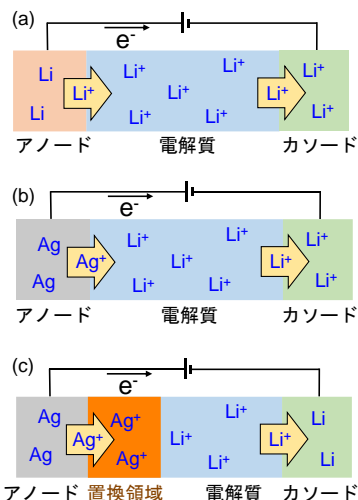 (a)
e-
Li Li+ Li+ Li+ Li+ Li+
Li Li+ Li+ Li+ Li+
アノード 電解質 カソード
(b)
e-
Ag Ag+ Li+ Li+ Li+ Li+
Ag Li+ Li+ Li+ Li+
アノード 電解質 カソード
(c)
e-
Ag Ag+ Ag+ Li+ Li+ Li+ Li
Ag Ag+ Li+ Li+ Li
アノード 置換領域 電解質 カソード